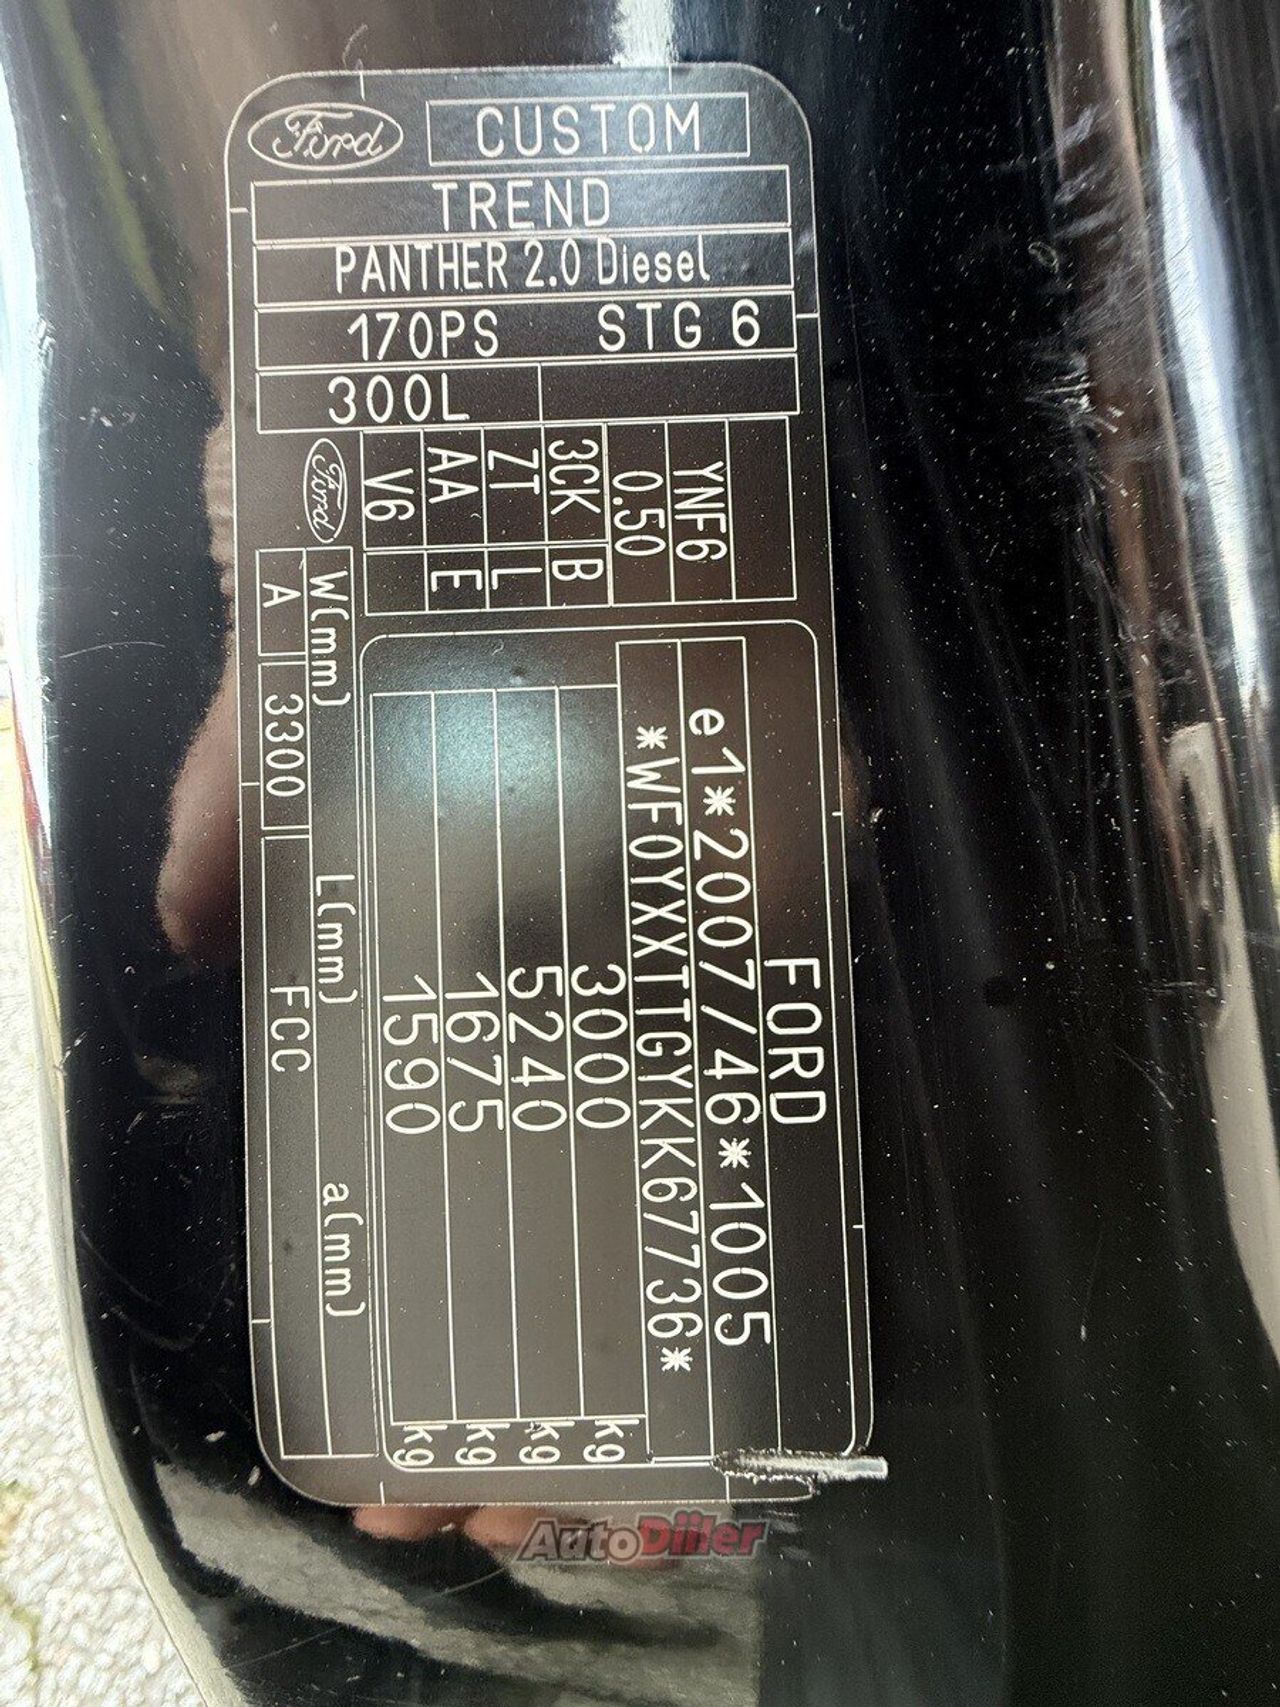 Ford CUSTOM
TREND
PANTHER 2.0 Diesel
170PS STG 6
300L
YNF6
0.50
3CK B
ZT L
AA E
V6
Ford
FORD
e1*2007/46*1005
*WF0YXXTTGYKK67736*
3000 kg
5240 kg
1675 kg
1590 kg
W(mm) L(mm) a(mm)
A 3300 FCC
AutoDiler